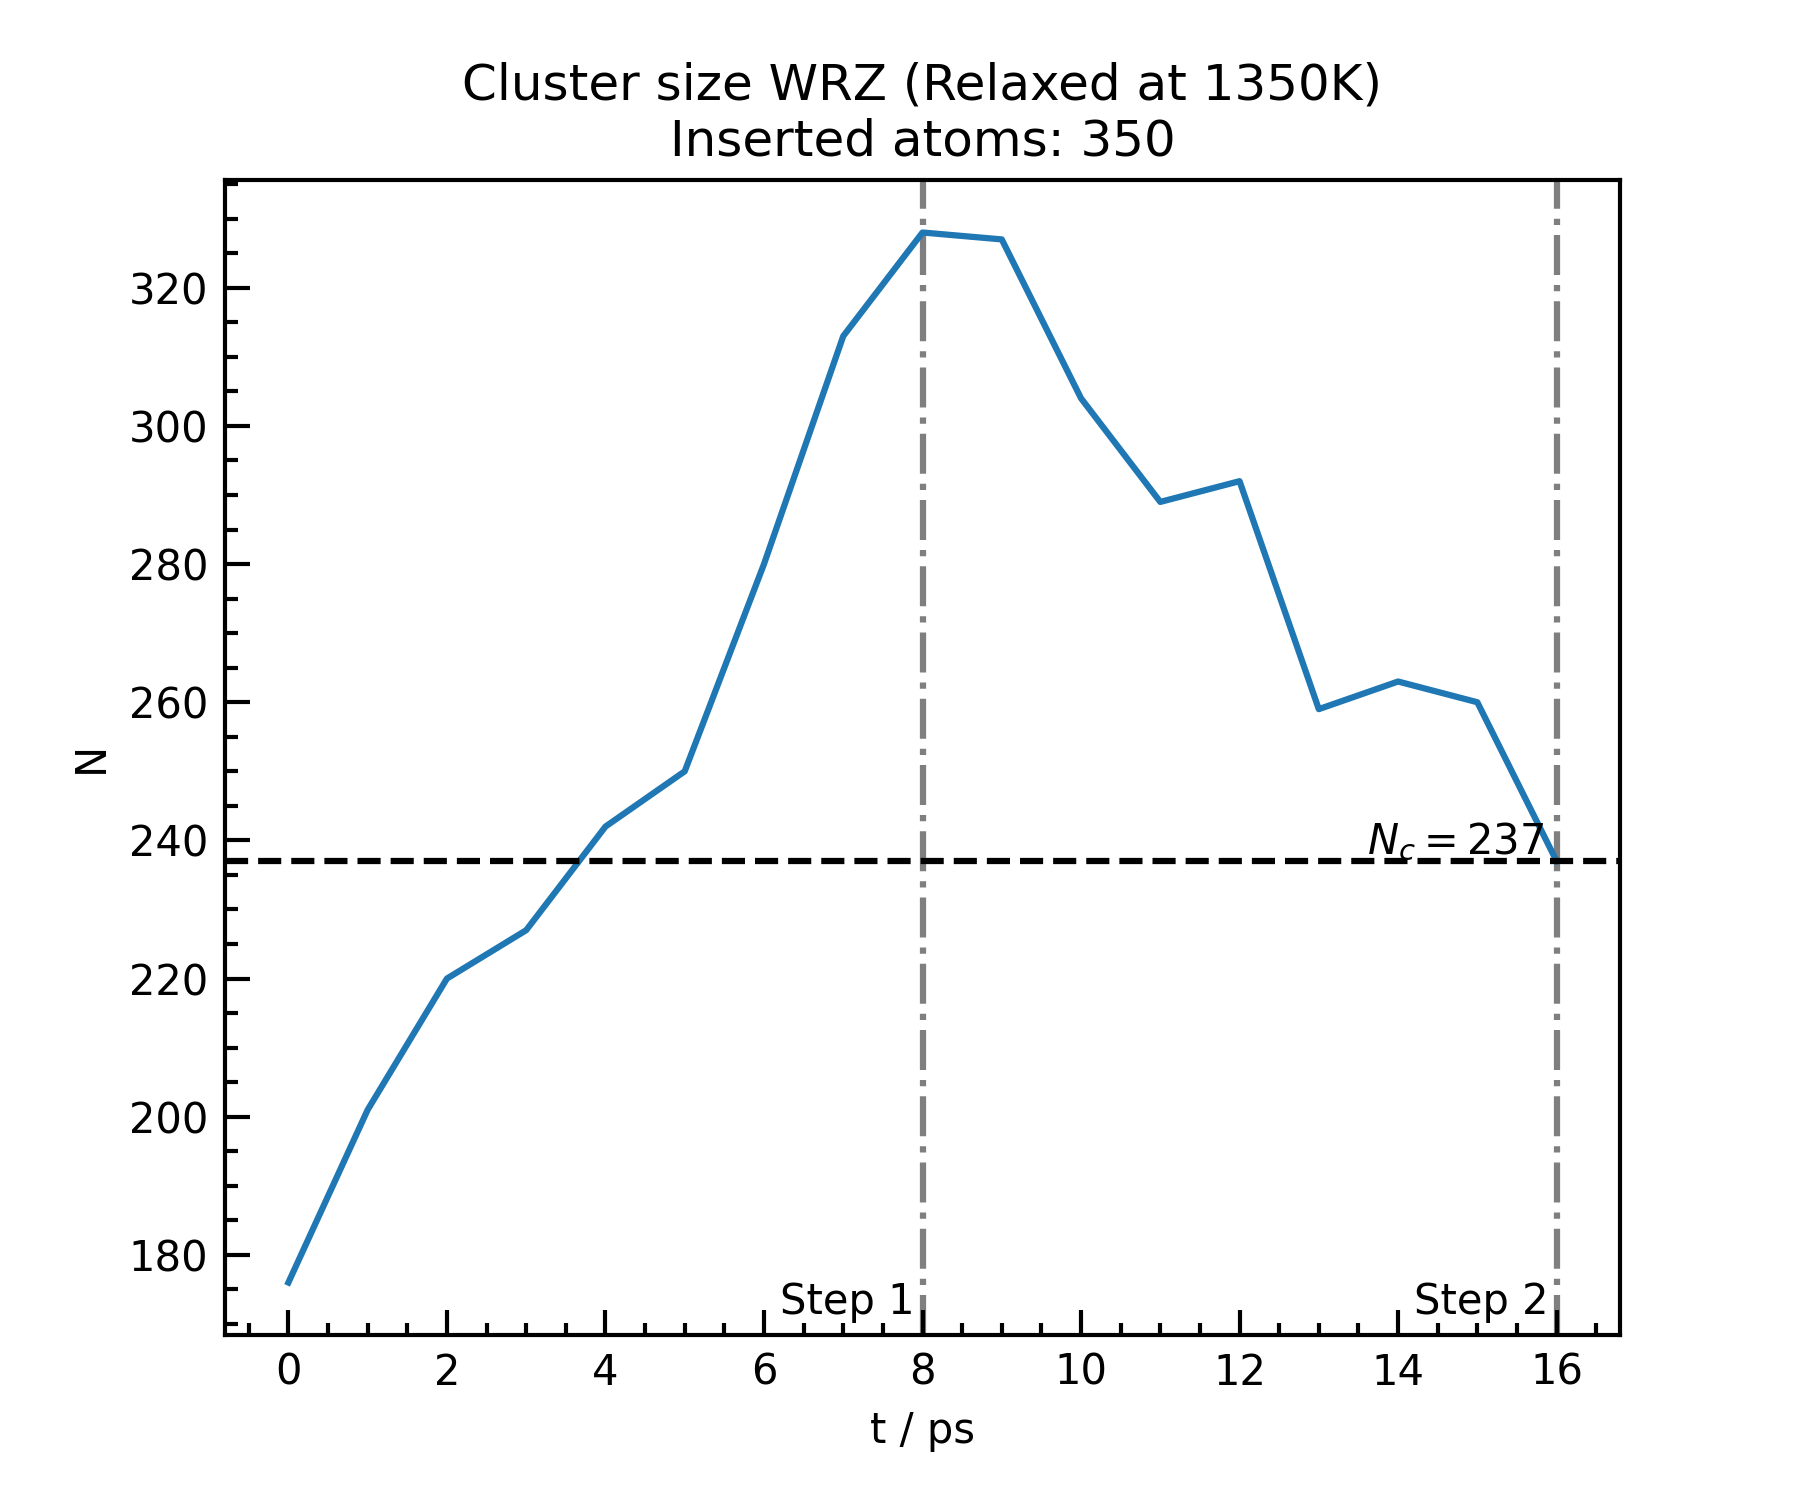 Cluster size WRZ (Relaxed at 1350K)
Inserted atoms: 350
320
300
280
260
240
220
200
180
N
N_c = 237
Step 1
Step 2
0 2 4 6 8 10 12 14 16
t / ps